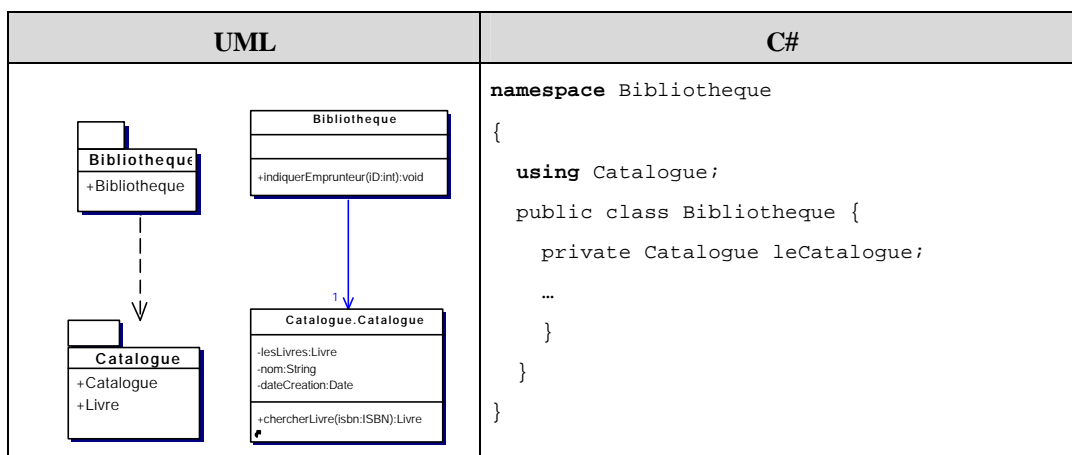 UML
C#
Bibliotheque
+Bibliotheque
Catalogue
+Catalogue
+Livre
Bibliotheque
+indiquerEmprunteur(iD:int):void
1
Catalogue.Catalogue
-lesLivres:Livre
-nom:String
-dateCreation:Date
+chercherLivre(isbn:ISBN):Livre
namespace Bibliotheque
{
using Catalogue;
public class Bibliotheque {
private Catalogue leCatalogue;
…
}
}
}